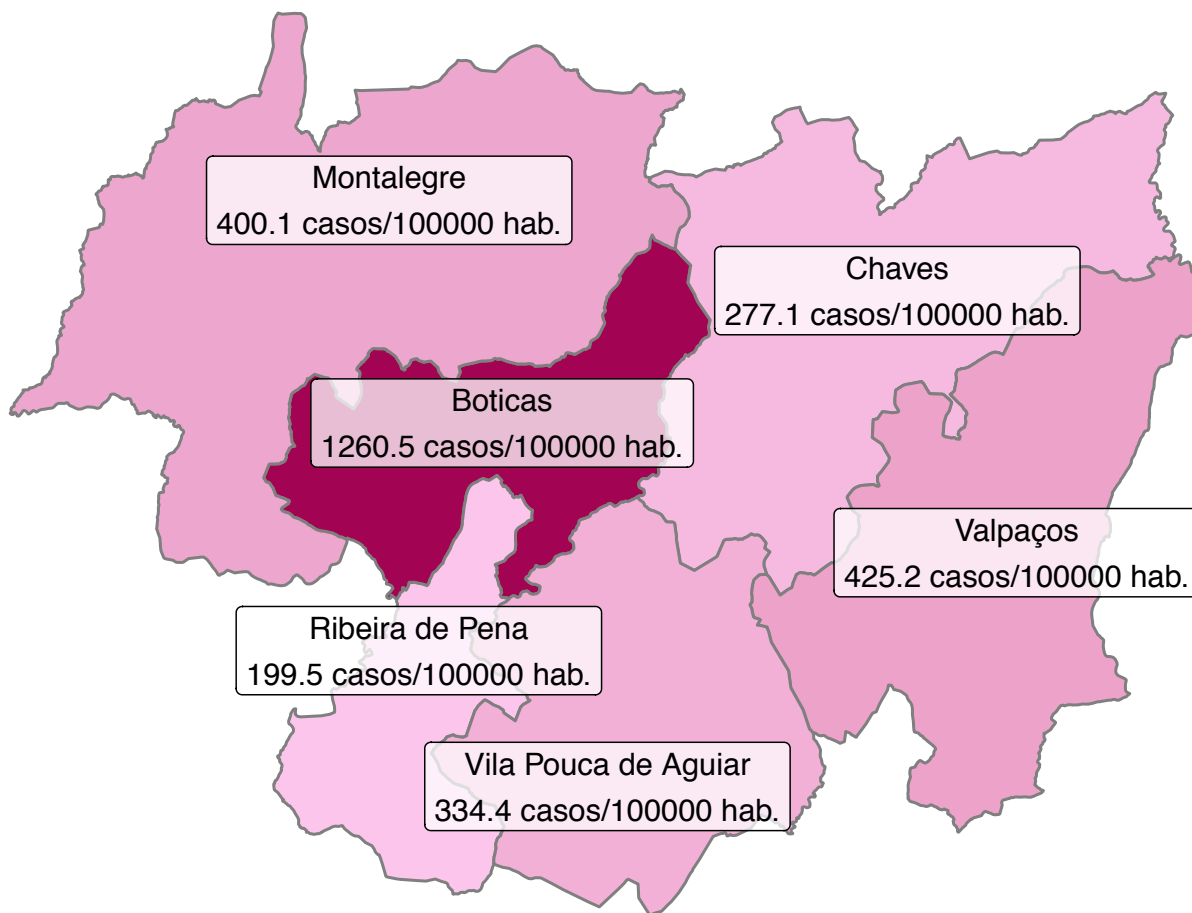 Montalegre
400.1 casos/100000 hab.
Chaves
277.1 casos/100000 hab.
Boticas
1260.5 casos/100000 hab.
Valpaços
425.2 casos/100000 hab.
Ribeira de Pena
199.5 casos/100000 hab.
Vila Pouca de Aguiar
334.4 casos/100000 hab.